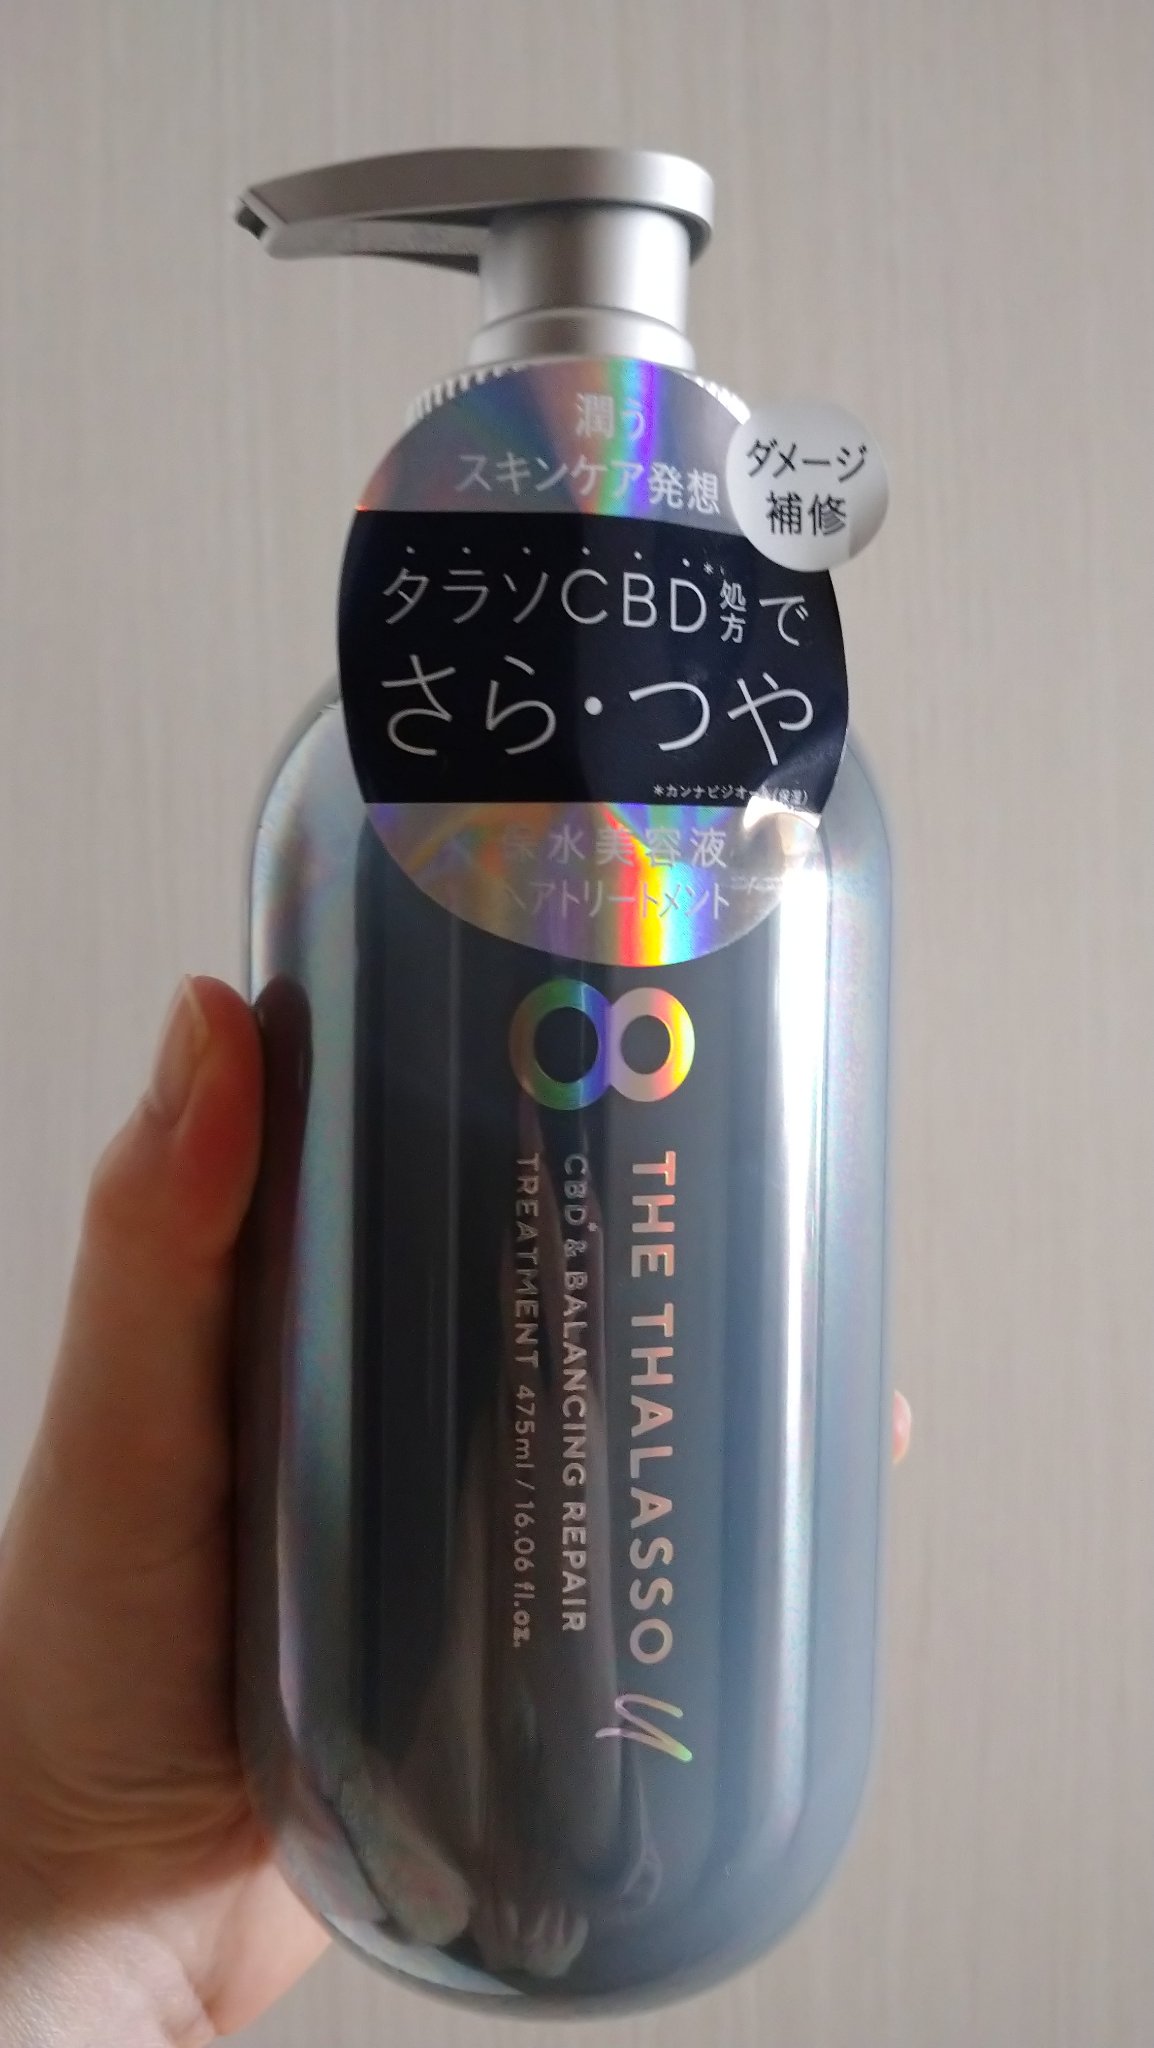 潤う
スキンケア発想
ダメージ
補修
タラソCBD*処方で
さら・つや
*カンナビジオール(保湿)
保水美容液
ヘアトリートメント
8
THE THALASSO
CBD* & BALANCING REPAIR
TREATMENT 475ml / 16.06 fl.oz.